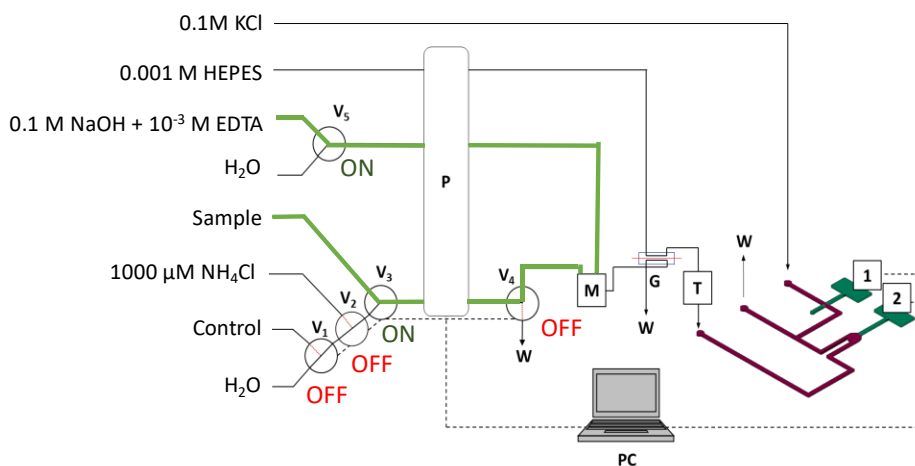 0.1M KCl
0.001 M HEPES
0.1 M NaOH + 10⁻³ M EDTA
V₅
H₂O
ON
P
Sample
1000 µM NH₄Cl
V₃
V₂
V₄
Control
V₁
ON
OFF
OFF
OFF
H₂O
W
M
G
W
T
W
1
2
PC